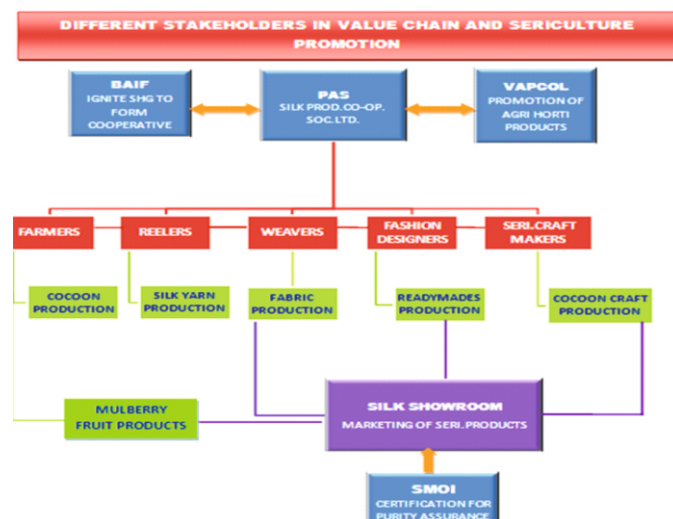 DIFFERENT STAKEHOLDERS IN VALUE CHAIN AND SERICULTURE
PROMOTION
BAIF
IGNITE SHG TO
FORM
COOPERATIVE
PAS
SILK PROD.CO-OP.
SOC.LTD.
VAPCOL
PROMOTION OF
AGRI HORTI
PRODUCTS
FARMERS
REELERS
WEAVERS
FASHION
DESIGNERS
SERI.CRAFT
MAKERS
COCOON
PRODUCTION
SILK YARN
PRODUCTION
FABRIC
PRODUCTION
READYMADES
PRODUCTION
COCOON CRAFT
PRODUCTION
MULBERRY
FRUIT PRODUCTS
SILK SHOWROOM
MARKETING OF SERI.PRODUCTS
SMOI
CERTIFICATION FOR
PURITY ASSURANCE